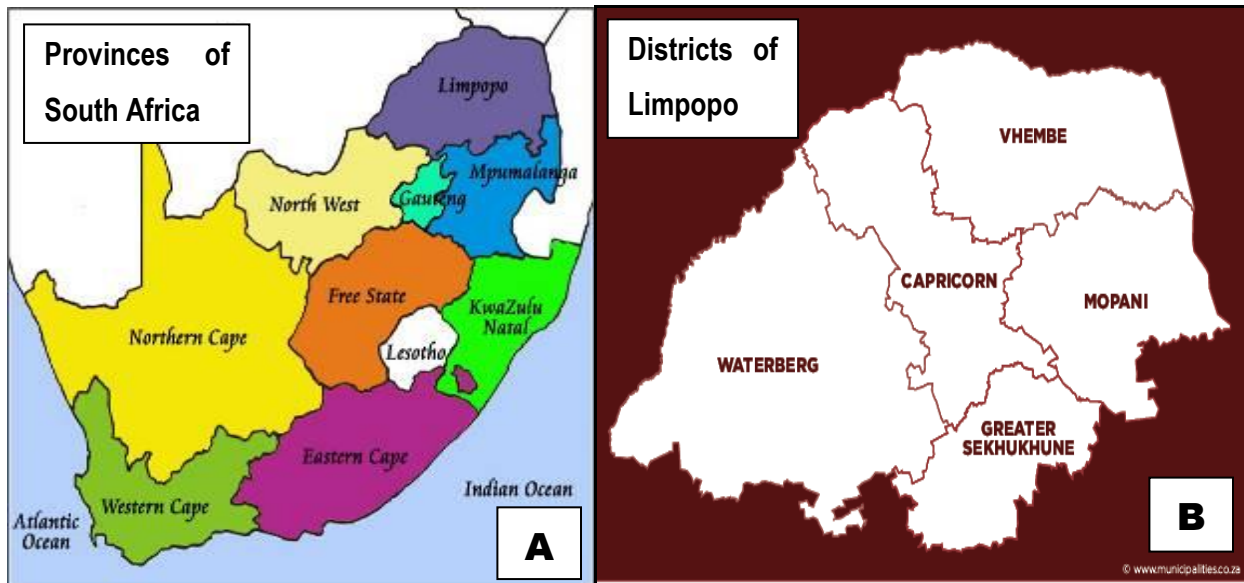 Provinces of
South Africa
Limpopo
Mpumalanga
Gauteng
North West
Free State
KwaZulu
Natal
Northern Cape
Lesotho
Eastern Cape
Western Cape
Indian Ocean
Atlantic
Ocean
A
Districts of
Limpopo
VHEMBE
CAPRICORN
MOPANI
WATERBERG
GREATER
SEKHUKHUNE
B
© www.municipalities.co.za